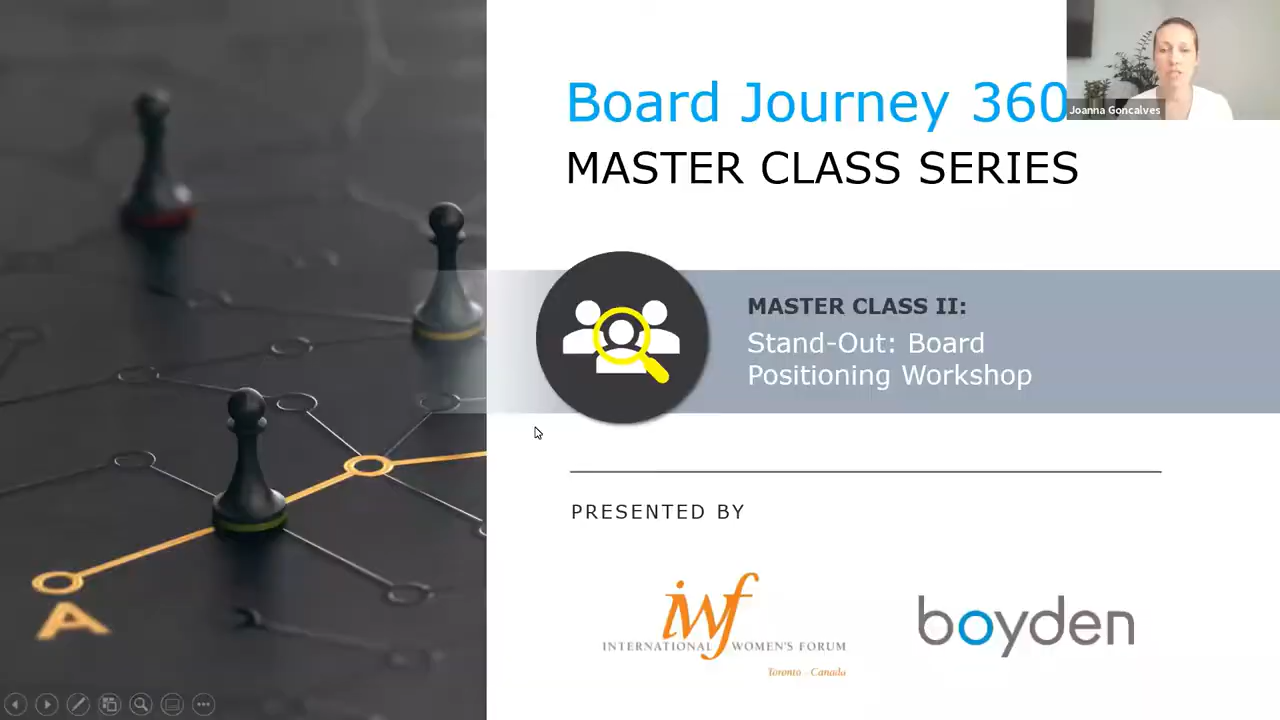 Board Journey 360
MASTER CLASS SERIES
Joanna Goncalves
MASTER CLASS II:
Stand-Out: Board
Positioning Workshop
PRESENTED BY
iwf
INTERNATIONAL WOMEN'S FORUM
Toronto - Canada
boyden
A